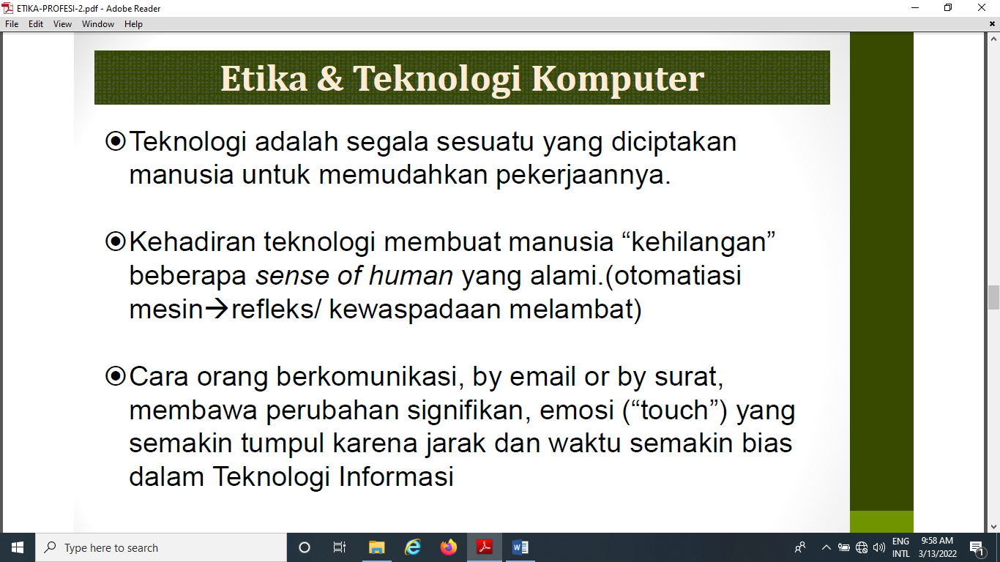 ETIKA-PROFESI-2.pdf - Adobe Reader
File Edit View Window Help
Etika & Teknologi Komputer
Teknologi adalah segala sesuatu yang diciptakan
manusia untuk memudahkan pekerjaannya.
Kehadiran teknologi membuat manusia “kehilangan”
beberapa sense of human yang alami.(otomatiasi
mesin→refleks/ kewaspadaan melambat)
Cara orang berkomunikasi, by email or by surat,
membawa perubahan signifikan, emosi (“touch”) yang
semakin tumpul karena jarak dan waktu semakin bias
dalam Teknologi Informasi
Type here to search
ENG
INTL
9:58 AM
3/13/2022
1